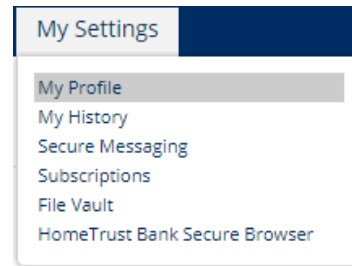 My Settings
My Profile
My History
Secure Messaging
Subscriptions
File Vault
HomeTrust Bank Secure Browser